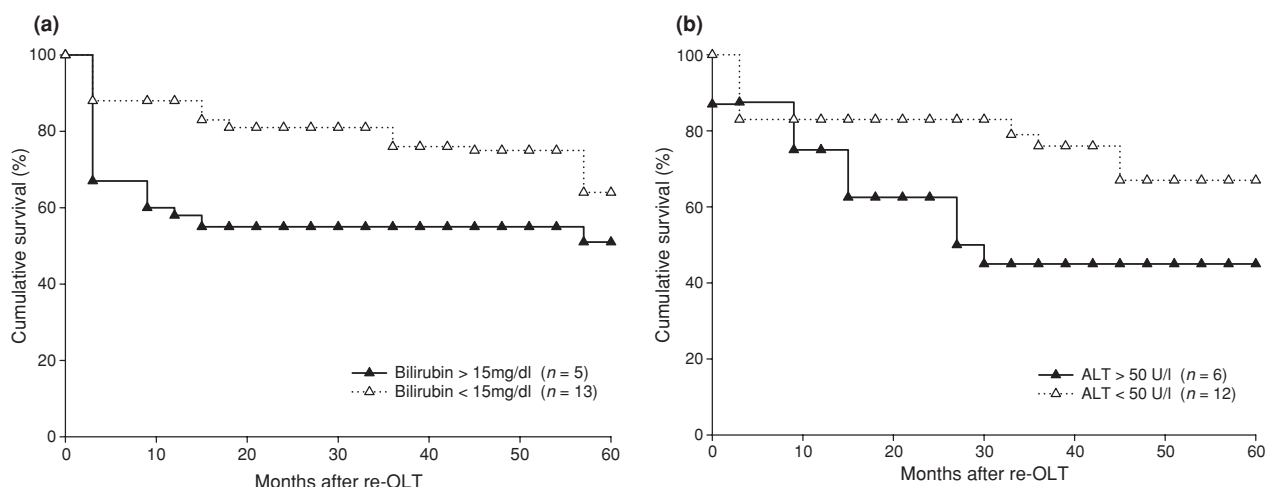 (a)
100
80
60
40
20
0
Cumulative survival (%)
Bilirubin > 15mg/dl (n = 5)
Bilirubin < 15mg/dl (n = 13)
0 10 20 30 40 50 60
Months after re-OLT
(b)
100
80
60
40
20
0
Cumulative survival (%)
ALT > 50 U/l (n = 6)
ALT < 50 U/l (n = 12)
0 10 20 30 40 50 60
Months after re-OLT